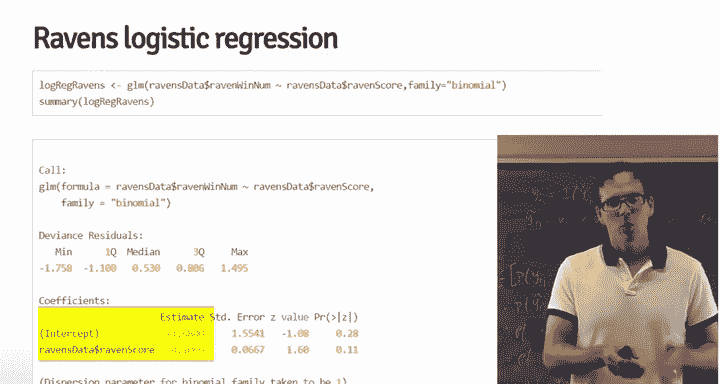 Ravens logistic regression
logRegRavens <- glm(ravensData$ravenWinNum ~ ravensData$ravenScore,family="binomial")
summary(logRegRavens)
Call:
glm(formula = ravensData$ravenWinNum ~ ravensData$ravenScore,
family = "binomial")
Deviance Residuals:
Min 1Q Median 3Q Max
-1.758 -1.100 0.530 0.806 1.495
Coefficients:
Estimate Std. Error z value Pr(>|z|)
(Intercept) 1.5541 -1.08 0.28
ravensData$ravenScore 0.0667 1.60 0.11
(Dispersion parameter for binomial family taken to be 1)